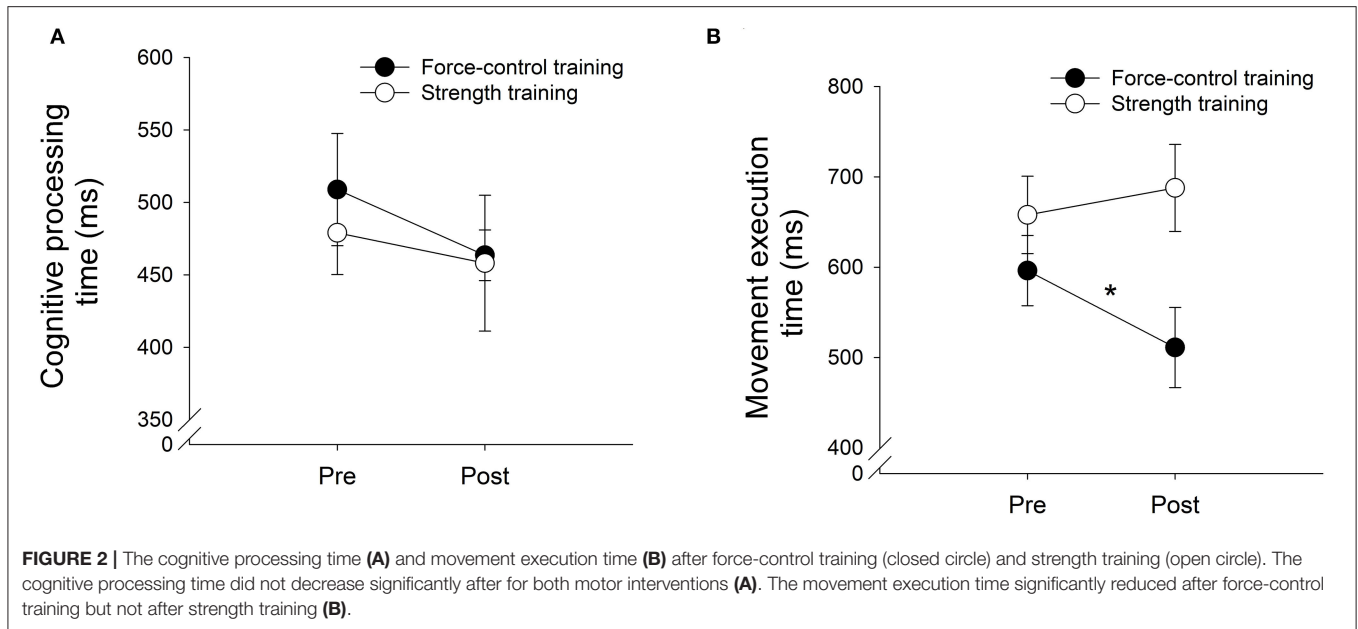 A
600
550
500
450
400
350
0
Cognitive processing
time (ms)
Force-control training
Strength training
Pre Post
B
800
700
600
500
400
0
Movement execution
time (ms)
Force-control training
Strength training
*
Pre Post
FIGURE 2 | The cognitive processing time (A) and movement execution time (B) after force-control training (closed circle) and strength training (open circle). The
cognitive processing time did not decrease significantly after for both motor interventions (A). The movement execution time significantly reduced after force-control
training but not after strength training (B).